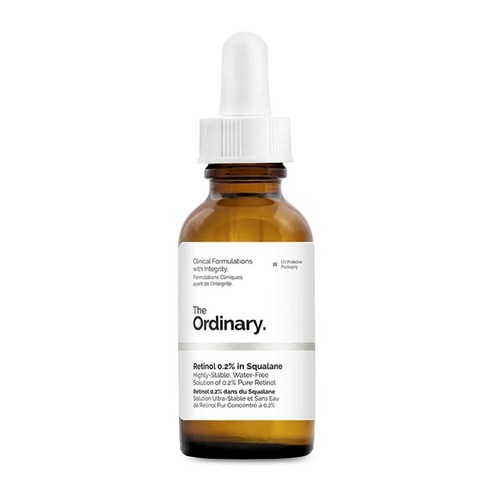 Clinical Formulations
with Integrity.
Formulations Cliniques
ayant de l'Intégrité.
UV Protective
Packaging
The
Ordinary.
Retinol 0.2% in Squalane
Highly-Stable, Water-Free
Solution of 0.2% Pure Retinol
Rétinol 0.2% dans du Squalane
Solution Ultra-Stable et Sans Eau
de Rétinol Pur Concentré à 0.2%